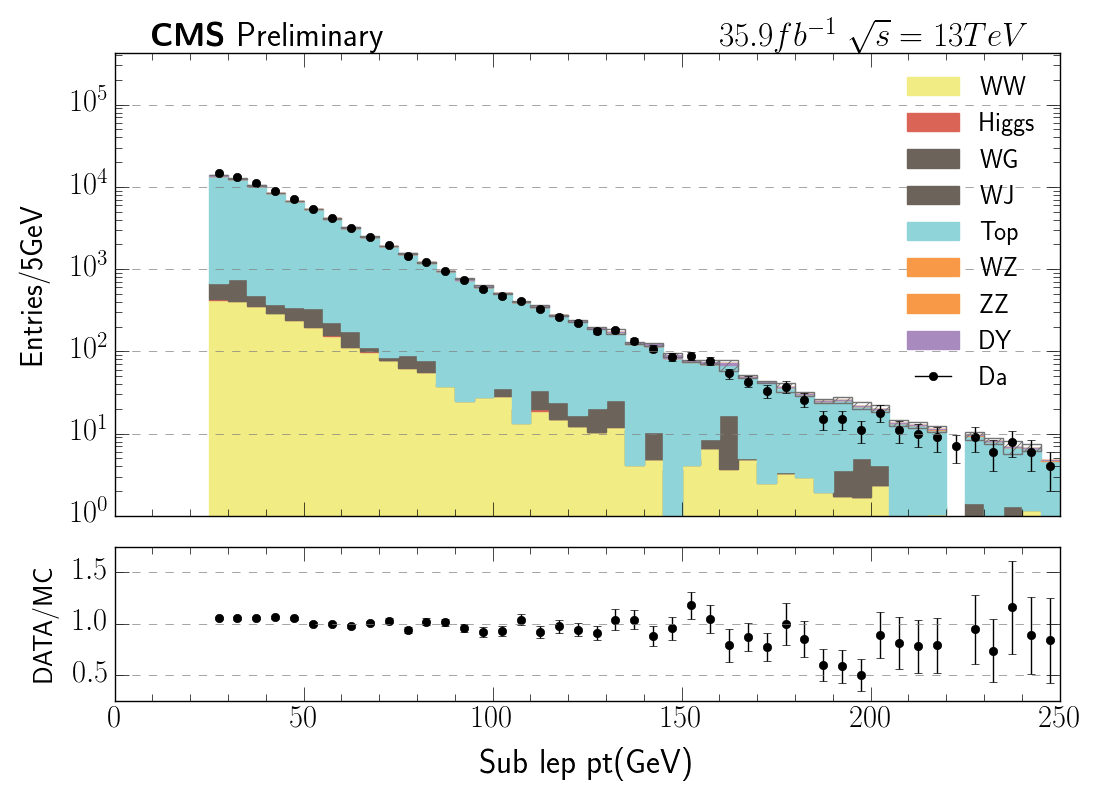 CMS Preliminary
35.9fb⁻¹ √s = 13TeV
Entries/5GeV
10⁵
10⁴
10³
10²
10¹
10⁰
WW
Higgs
WG
WJ
Top
WZ
ZZ
DY
Da
DATA/MC
1.5
1.0
0.5
0 50 100 150 200 250
Sub lep pt(GeV)